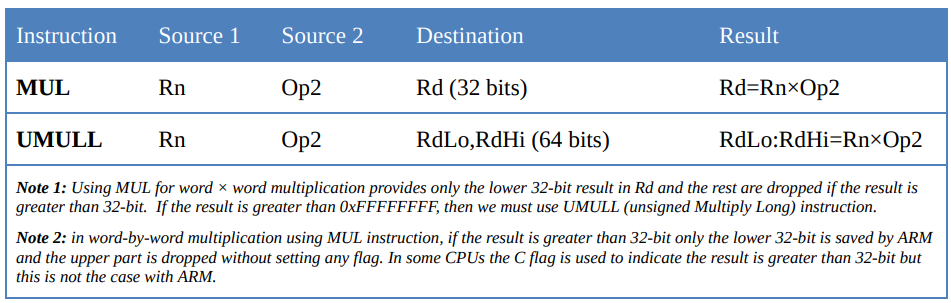 Instruction Source 1 Source 2 Destination Result
MUL Rn Op2 Rd (32 bits) Rd=Rn×Op2
UMULL Rn Op2 RdLo,RdHi (64 bits) RdLo:RdHi=Rn×Op2
Note 1: Using MUL for word × word multiplication provides only the lower 32-bit result in Rd and the rest are dropped if the result is
greater than 32-bit. If the result is greater than 0xFFFFFFFF, then we must use UMULL (unsigned Multiply Long) instruction.
Note 2: in word-by-word multiplication using MUL instruction, if the result is greater than 32-bit only the lower 32-bit is saved by ARM
and the upper part is dropped without setting any flag. In some CPUs the C flag is used to indicate the result is greater than 32-bit but
this is not the case with ARM.